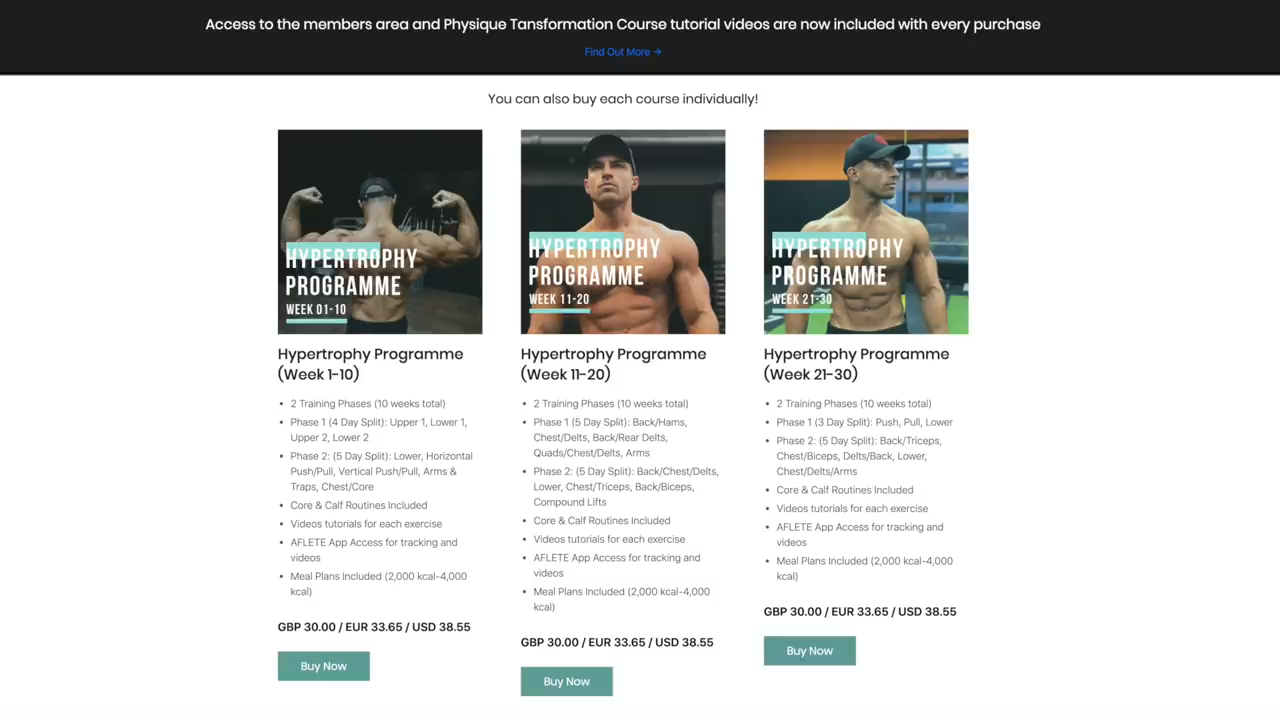 Access to the members area and Physique Tansformation Course tutorial videos are now included with every purchase
Find Out More →
You can also buy each course individually!
HYPERTROPHY
PROGRAMME
WEEK 01-10
Hypertrophy Programme
(Week 1-10)
• 2 Training Phases (10 weeks total)
• Phase 1 (4 Day Split): Upper 1, Lower 1,
Upper 2, Lower 2
• Phase 2: (5 Day Split): Lower, Horizontal
Push/Pull, Vertical Push/Pull, Arms &
Traps, Chest/Core
• Core & Calf Routines Included
• Videos tutorials for each exercise
• AFLETE App Access for tracking and
videos
• Meal Plans Included (2,000 kcal-4,000
kcal)
GBP 30.00 / EUR 33.65 / USD 38.55
Buy Now
HYPERTROPHY
PROGRAMME
WEEK 11-20
Hypertrophy Programme
(Week 11-20)
• 2 Training Phases (10 weeks total)
• Phase 1 (5 Day Split): Back/Hams,
Chest/Delts, Back/Rear Delts,
Quads/Chest/Delts, Arms
• Phase 2: (5 Day Split): Back/Chest/Delts,
Lower, Chest/Triceps, Back/Biceps,
Compound Lifts
• Core & Calf Routines Included
• Videos tutorials for each exercise
• AFLETE App Access for tracking and
videos
• Meal Plans Included (2,000 kcal-4,000
kcal)
GBP 30.00 / EUR 33.65 / USD 38.55
Buy Now
HYPERTROPHY
PROGRAMME
WEEK 21-30
Hypertrophy Programme
(Week 21-30)
• 2 Training Phases (10 weeks total)
• Phase 1 (3 Day Split): Push, Pull, Lower
• Phase 2: (5 Day Split): Back/Triceps,
Chest/Biceps, Delts/Back, Lower,
Chest/Delts/Arms
• Core & Calf Routines Included
• Videos tutorials for each exercise
• AFLETE App Access for tracking and
videos
• Meal Plans Included (2,000 kcal-4,000
kcal)
GBP 30.00 / EUR 33.65 / USD 38.55
Buy Now